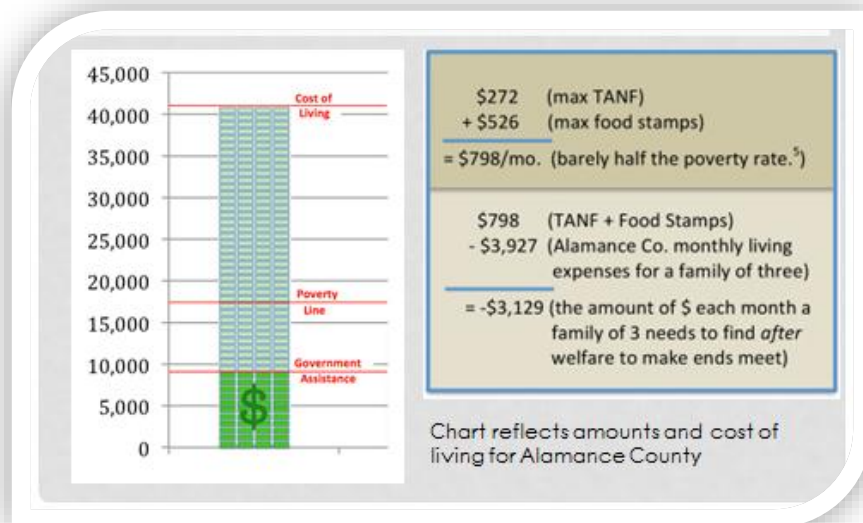 45,000
40,000
35,000
30,000
25,000
20,000
15,000
10,000
5,000
0
Cost of
Living
Poverty
Line
Government
Assistance
$
$272 (max TANF)
+ $526 (max food stamps)
= $798/mo. (barely half the poverty rate.⁵)
$798 (TANF + Food Stamps)
- $3,927 (Alamance Co. monthly living
expenses for a family of three)
= -$3,129 (the amount of $ each month a
family of 3 needs to find after
welfare to make ends meet)
Chart reflects amounts and cost of
living for Alamance County